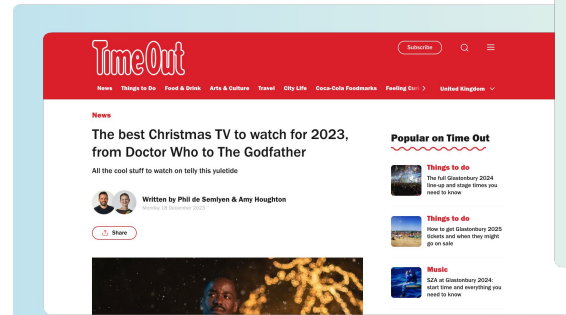 TimeOut
Subscribe
News Things to Do Food & Drink Arts & Culture Travel City Life Coca-Cola Foodmarks Feeling United Kingdom
News
The best Christmas TV to watch for 2023,
from Doctor Who to The Godfather
All the cool stuff to watch on telly this yuletide
Written by Phil de Semlyen & Amy Houghton
Monday 18 December 2023
Share
Popular on Time Out
Things to do
The full Glastonbury 2024
line-up and stage times you
need to know
Things to do
How to get Glastonbury 2025
tickets and when they might
go on sale
Music
SZA at Glastonbury 2024:
start time and everything you
need to know